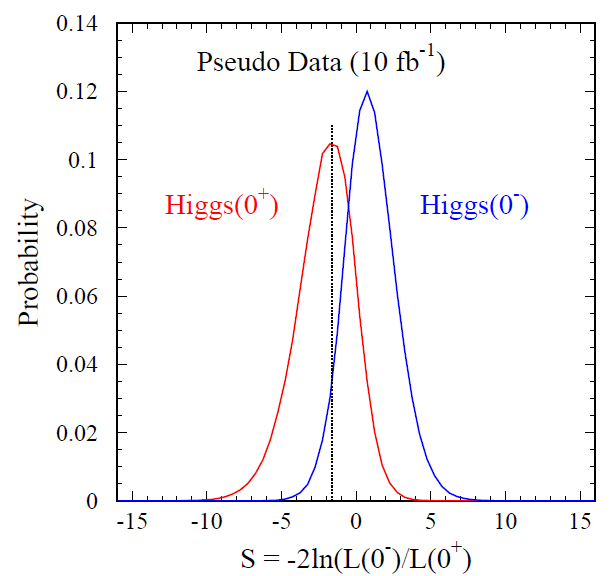 0.14
Pseudo Data (10 fb⁻¹)
0.12
0.1
Higgs(0⁺) Higgs(0⁻)
0.08
Probability
0.06
0.04
0.02
0
-15 -10 -5 0 5 10 15
S = -2ln(L(0⁻)/L(0⁺)